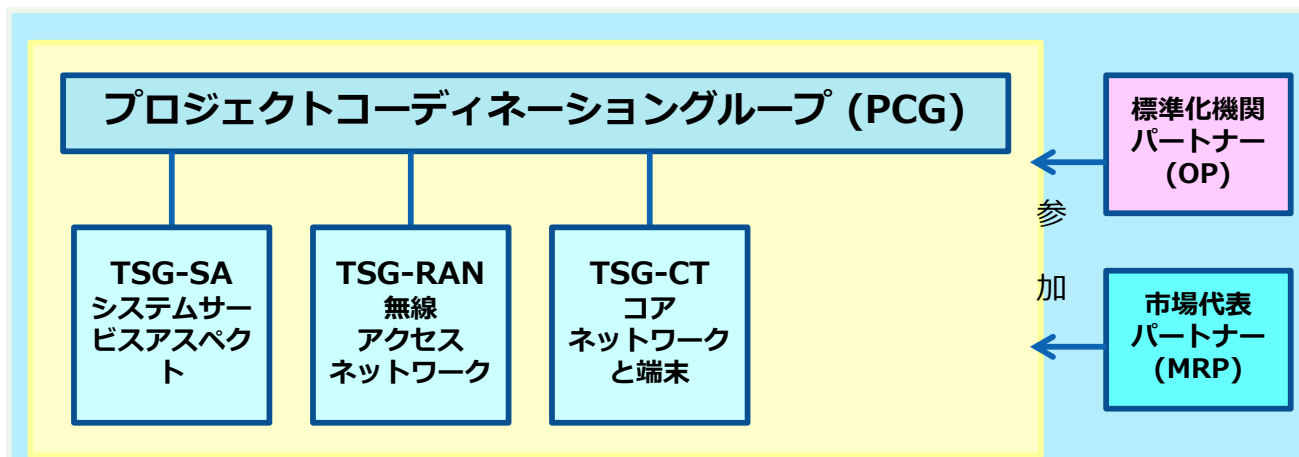 プロジェクトコーディネーショングループ (PCG)
標準化機関
パートナー
(OP)
参
加
TSG-SA
システムサー
ビスアスペク
ト
TSG-RAN
無線
アクセス
ネットワーク
TSG-CT
コア
ネットワーク
と端末
市場代表
パートナー
(MRP)